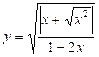 y = √(|x + √(x²)| / (1 − 2x))